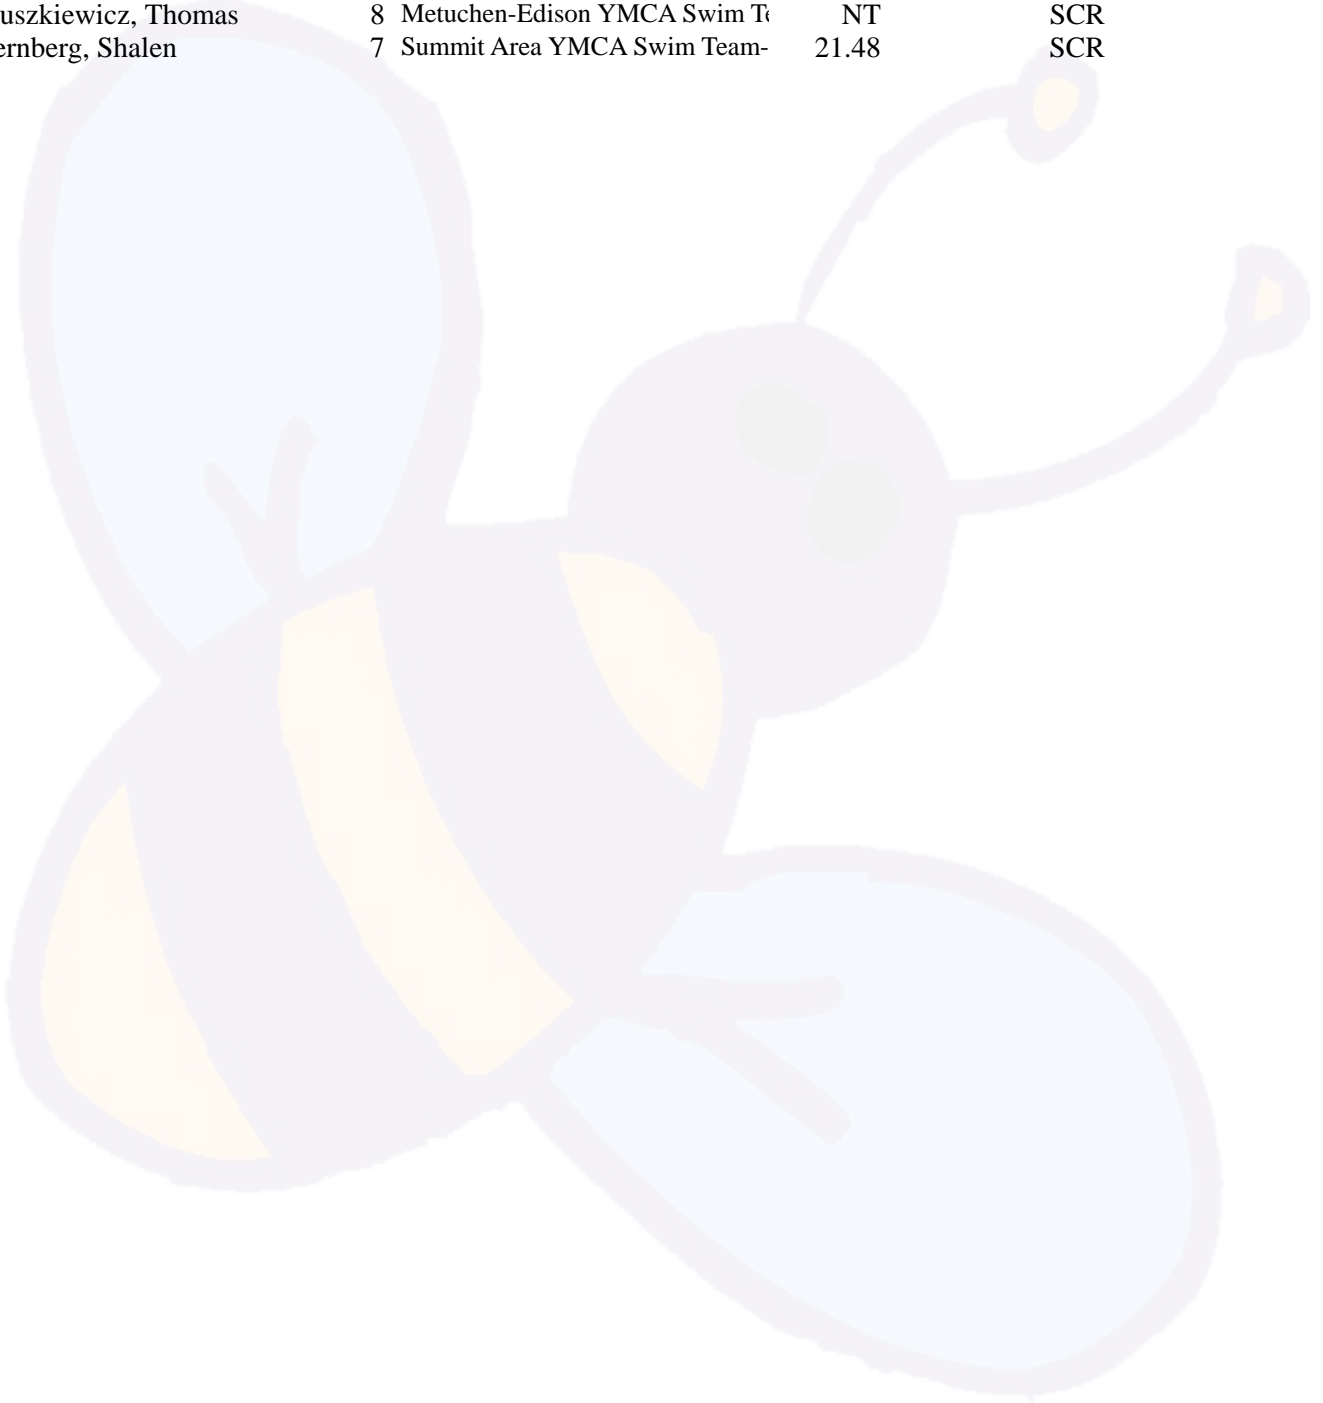 uszkiewicz, Thomas 8 Metuchen-Edison YMCA Swim Te NT SCR
ernberg, Shalen 7 Summit Area YMCA Swim Team- 21.48 SCR